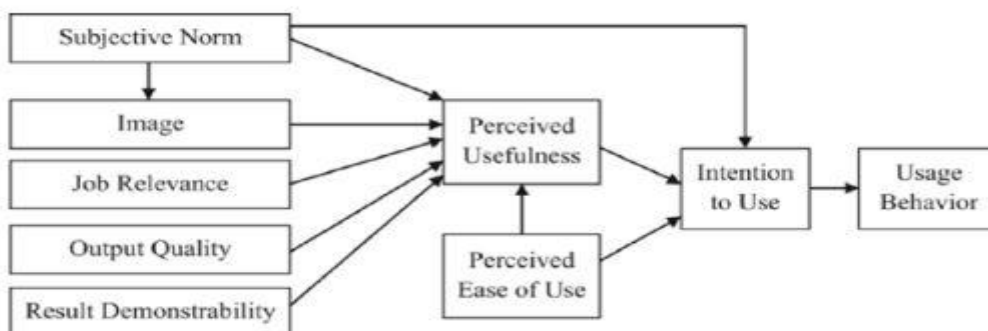 Subjective Norm
Image
Job Relevance
Output Quality
Result Demonstrability
Perceived
Usefulness
Perceived
Ease of Use
Intention
to Use
Usage
Behavior